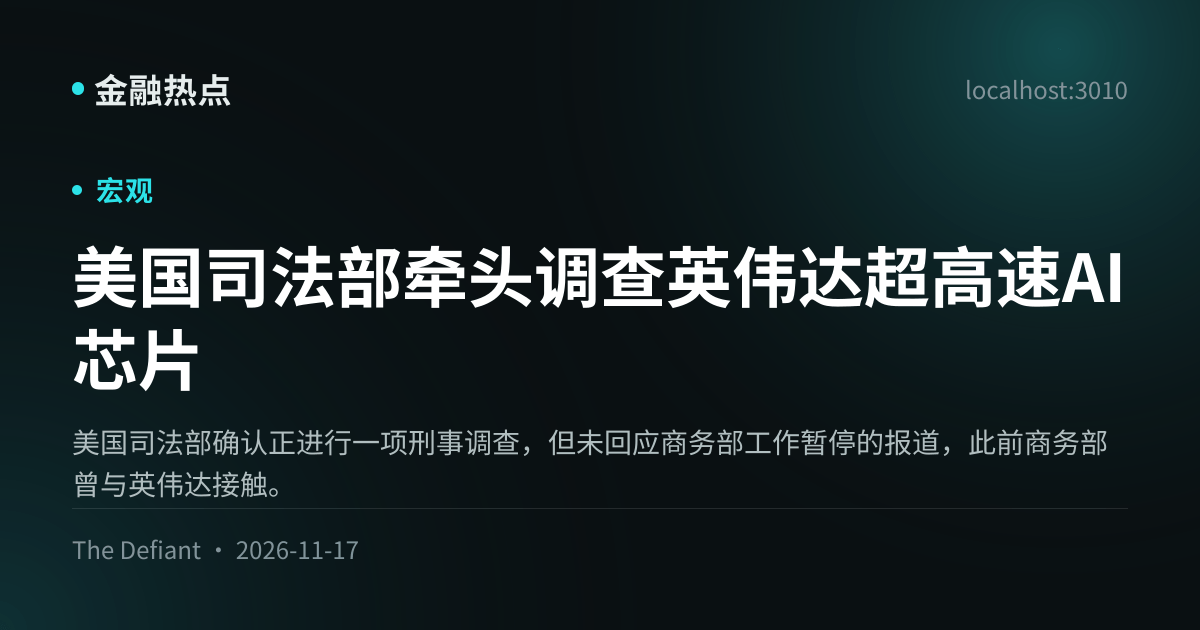 金融热点
localhost:3010
宏观
美国司法部牵头调查英伟达超高速AI
芯片
美国司法部确认正进行一项刑事调查，但未回应商务部工作暂停的报道，此前商务部
曾与英伟达接触。
The Defiant · 2026-11-17